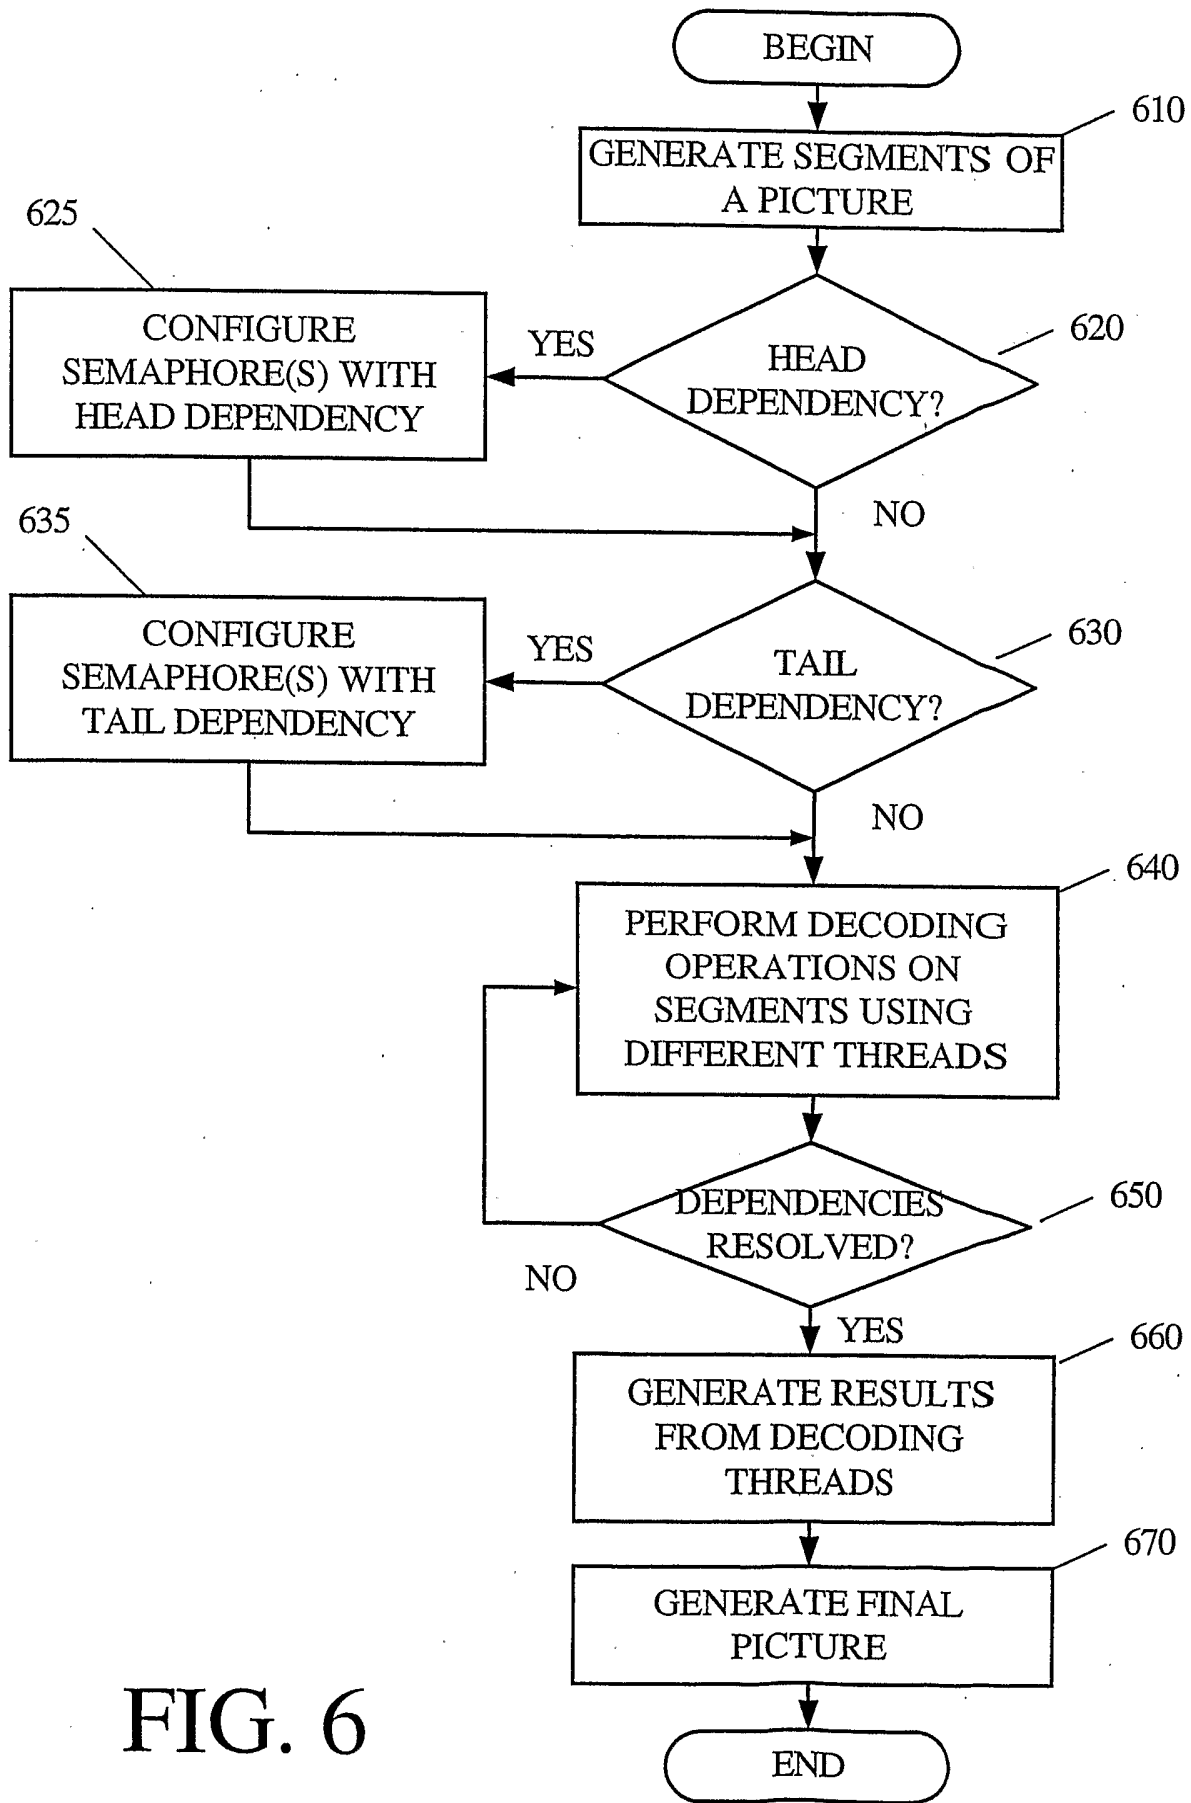 BEGIN
610
GENERATE SEGMENTS OF
A PICTURE
625
CONFIGURE
SEMAPHORE(S) WITH
HEAD DEPENDENCY
YES
HEAD
DEPENDENCY?
620
NO
635
CONFIGURE
SEMAPHORE(S) WITH
TAIL DEPENDENCY
YES
TAIL
DEPENDENCY?
630
NO
640
PERFORM DECODING
OPERATIONS ON
SEGMENTS USING
DIFFERENT THREADS
DEPENDENCIES
RESOLVED?
650
NO
YES
660
GENERATE RESULTS
FROM DECODING
THREADS
670
GENERATE FINAL
PICTURE
END
FIG. 6